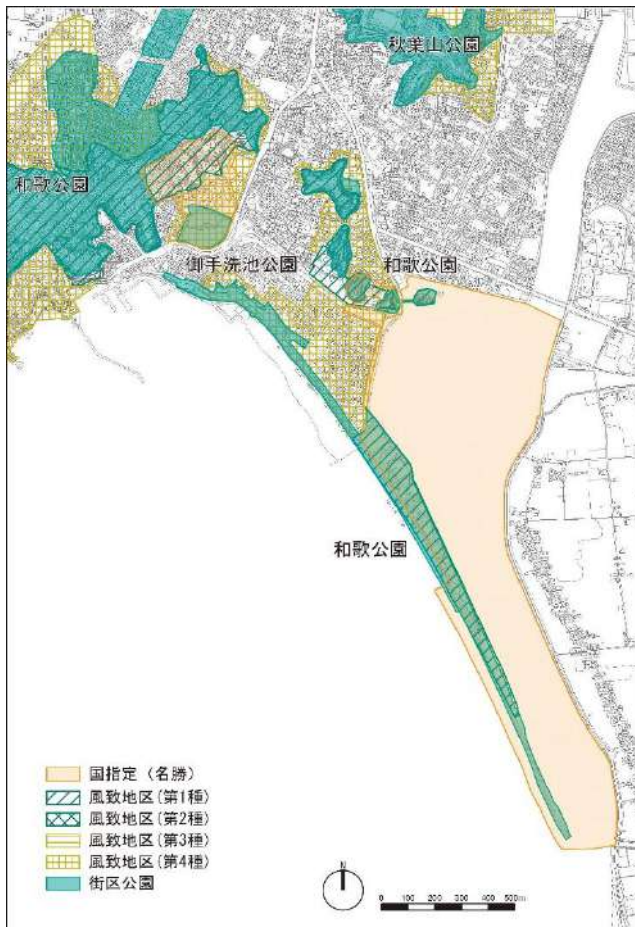 秋葉山公園
和歌公園
御手洗池公園
和歌公園
和歌公園
国指定（名勝）
風致地区(第1種)
風致地区(第2種)
風致地区(第3種)
風致地区(第4種)
街区公園
N
0 100 200 300 400 500m